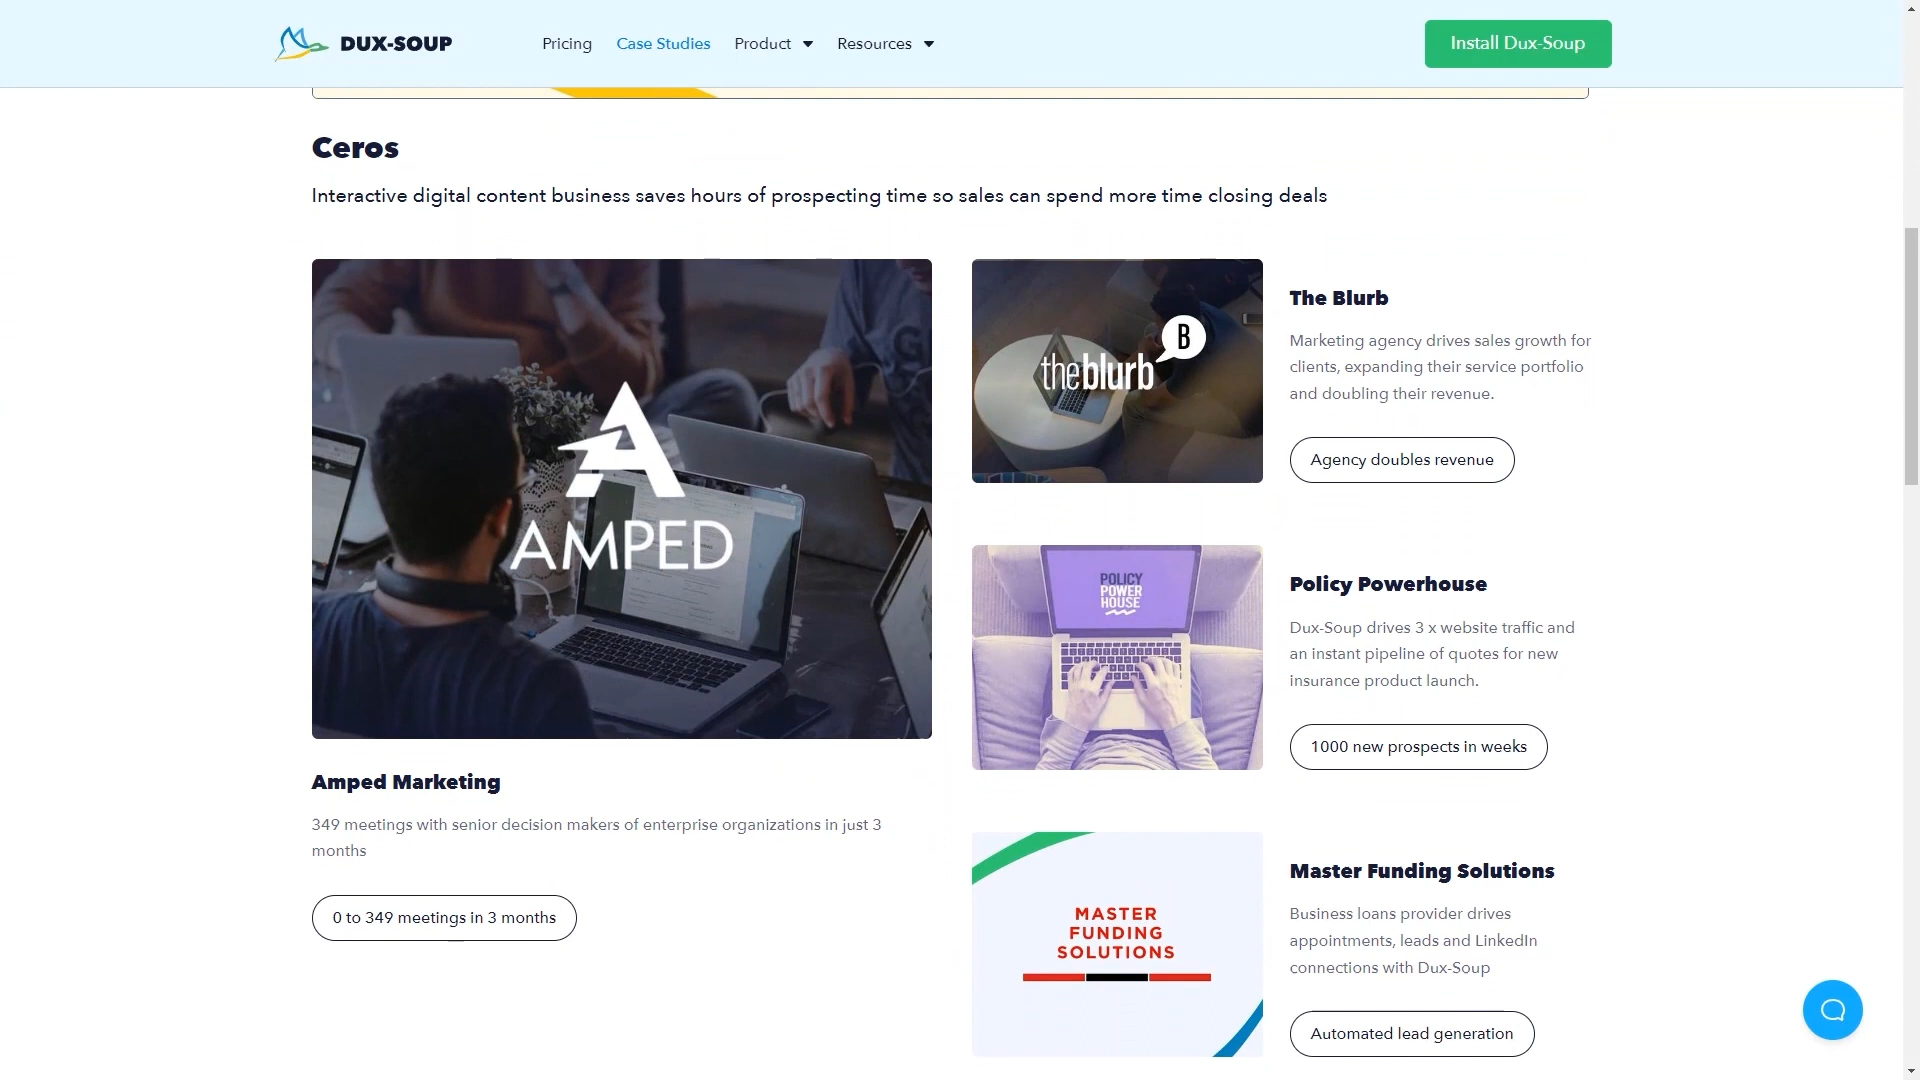 DUX-SOUP
Pricing
Case Studies
Product
Resources
Install Dux-Soup
Ceros
Interactive digital content business saves hours of prospecting time so sales can spend more time closing deals
AMPED
Amped Marketing
349 meetings with senior decision makers of enterprise organizations in just 3
months
0 to 349 meetings in 3 months
theblurb B
The Blurb
Marketing agency drives sales growth for
clients, expanding their service portfolio
and doubling their revenue.
Agency doubles revenue
POLICY
POWER
HOUSE
Policy Powerhouse
Dux-Soup drives 3 x website traffic and
an instant pipeline of quotes for new
insurance product launch.
1000 new prospects in weeks
MASTER
FUNDING
SOLUTIONS
Master Funding Solutions
Business loans provider drives
appointments, leads and LinkedIn
connections with Dux-Soup
Automated lead generation